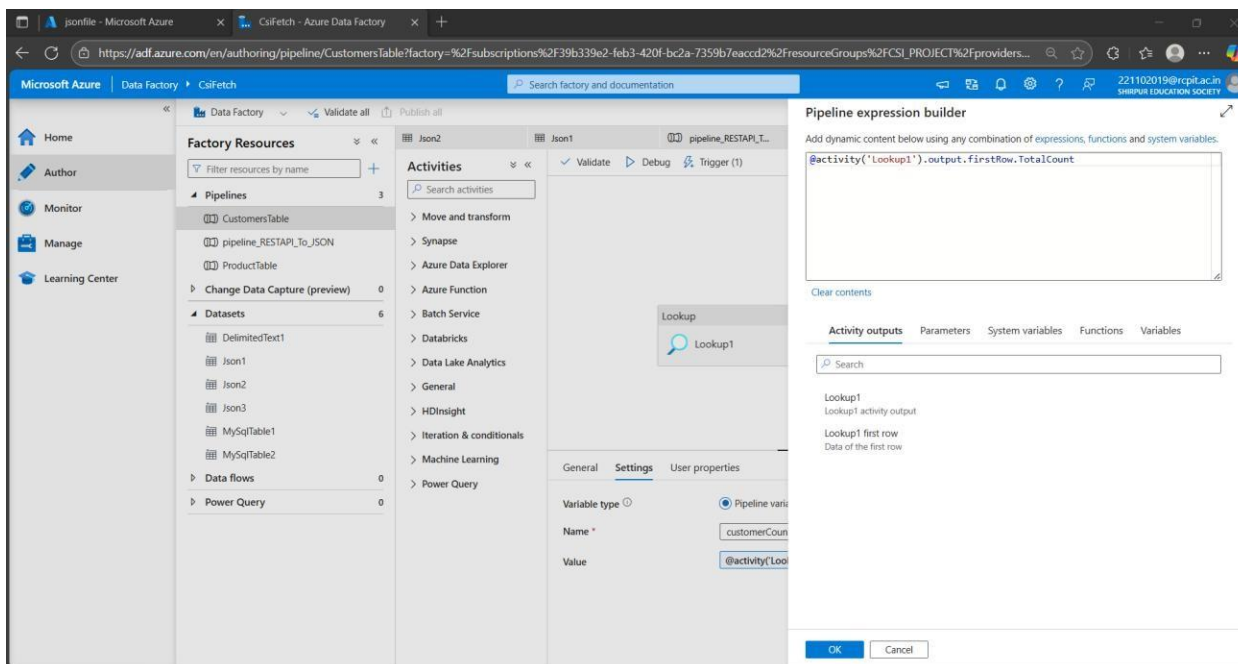 jsonfile - Microsoft Azure
CsiFetch - Azure Data Factory
https://adf.azure.com/en/authoring/pipeline/CustomersTable?factory=%2Fsubscriptions%2F39b339e2-feb3-420f-bc2a-7359b7eaccd2%2FresourceGroups%2FCSI_PROJECT%2Fproviders...
Microsoft Azure
Data Factory
CsiFetch
Search factory and documentation
221102019@rcpit.ac.in
SHIRPUR EDUCATION SOCIETY
Home
Author
Monitor
Manage
Learning Center
Data Factory
Validate all
Publish all
Factory Resources
Filter resources by name
Pipelines 3
CustomersTable
pipeline_RESTAPI_To_JSON
ProductTable
Change Data Capture (preview) 0
Datasets 6
DelimitedText1
Json1
Json2
Json3
MySqlTable1
MySqlTable2
Data flows 0
Power Query 0
Json2
Json1
pipeline_RESTAPI_T...
Activities
Search activities
Move and transform
Synapse
Azure Data Explorer
Azure Function
Batch Service
Databricks
Data Lake Analytics
General
HDInsight
Iteration & conditionals
Machine Learning
Power Query
Validate
Debug
Trigger (1)
Lookup
Lookup1
General
Settings
User properties
Variable type
Pipeline varia
Name *
customerCoun
Value
@activity('Loo
Pipeline expression builder
Add dynamic content below using any combination of expressions, functions and system variables.
@activity('Lookup1').output.firstRow.TotalCount
Clear contents
Activity outputs
Parameters
System variables
Functions
Variables
Search
Lookup1
Lookup1 activity output
Lookup1 first row
Data of the first row
OK
Cancel